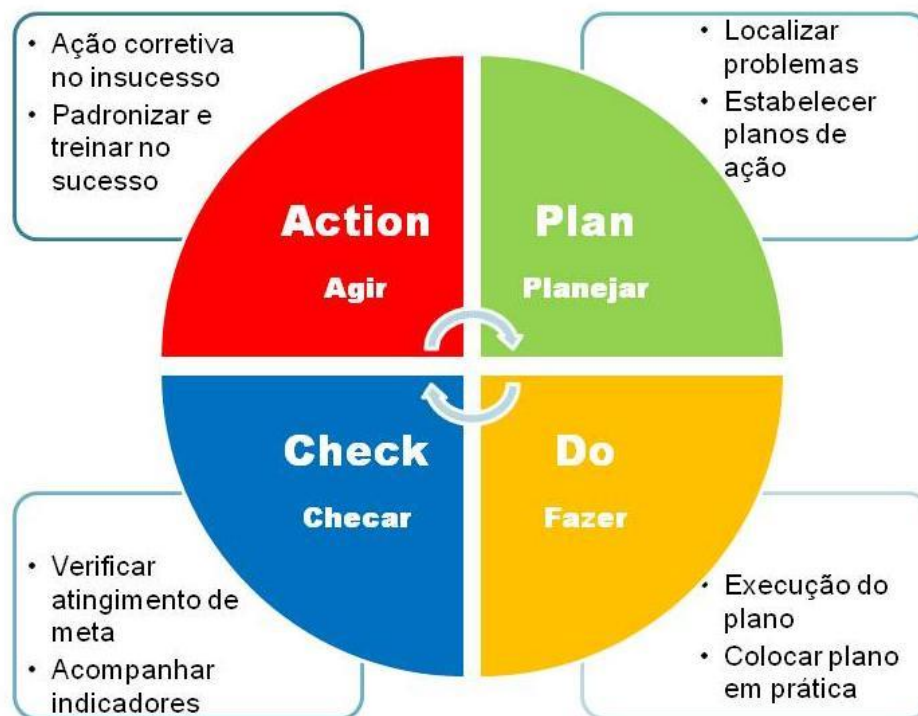 • Ação corretiva
no insucesso
• Padronizar e
treinar no
sucesso
• Localizar
problemas
• Estabelecer
planos de
ação
Action
Agir
Plan
Planejar
Check
Checar
Do
Fazer
• Verificar
atingimento de
meta
• Acompanhar
indicadores
• Execução do
plano
• Colocar plano
em prática